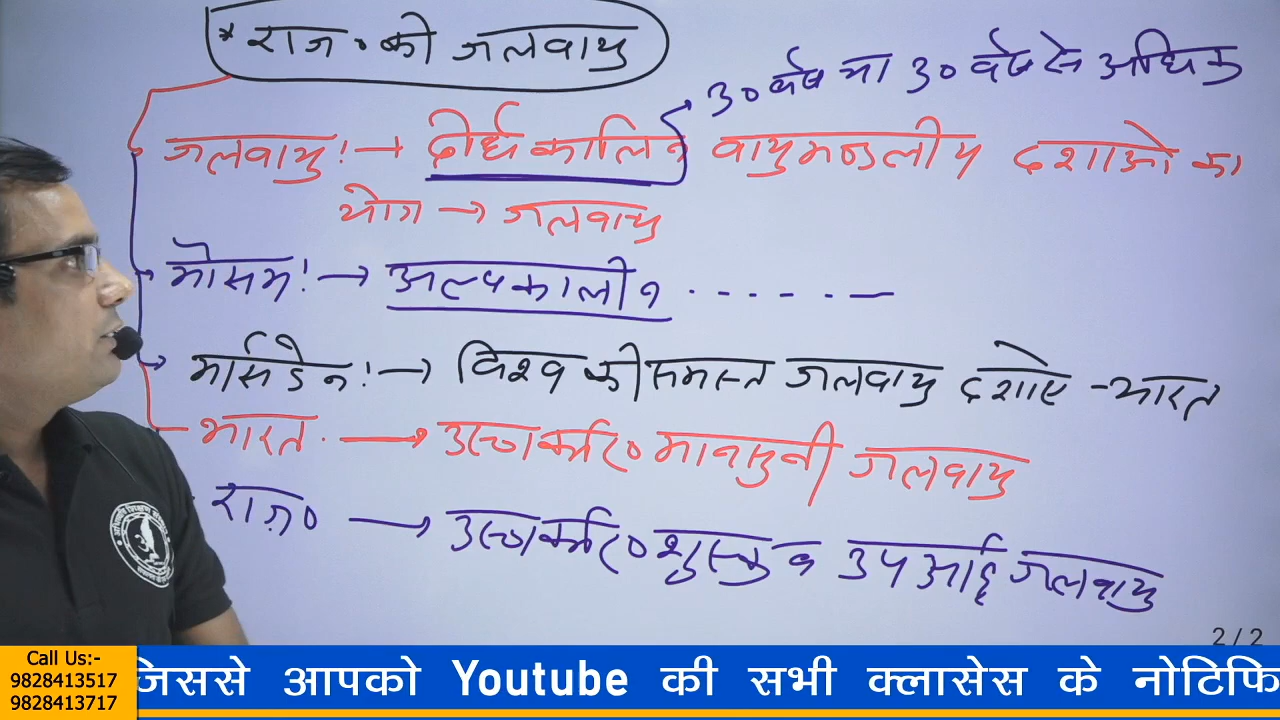 * राज॰ की जलवायु
30 वर्ष या 30 वर्ष से अधिक
जलवायु :→ दीर्घकालिन वायुमण्डलीय दशाओ का
योग → जलवायु
मौसम :→ अल्पकालीन . - . - . - . —
मार्सडेन :→ विश्व की समस्त जलवायु दशाएं - भारत
भारत . → उष्णकटि० मानसुनी जलवायु
राज॰ → उष्णकटि० शुस्क व उपआर्द्र जलवायु
2/2
Call Us:-
9828413517
9828413717
जिससे आपको Youtube की सभी क्लासेस के नोटिफि